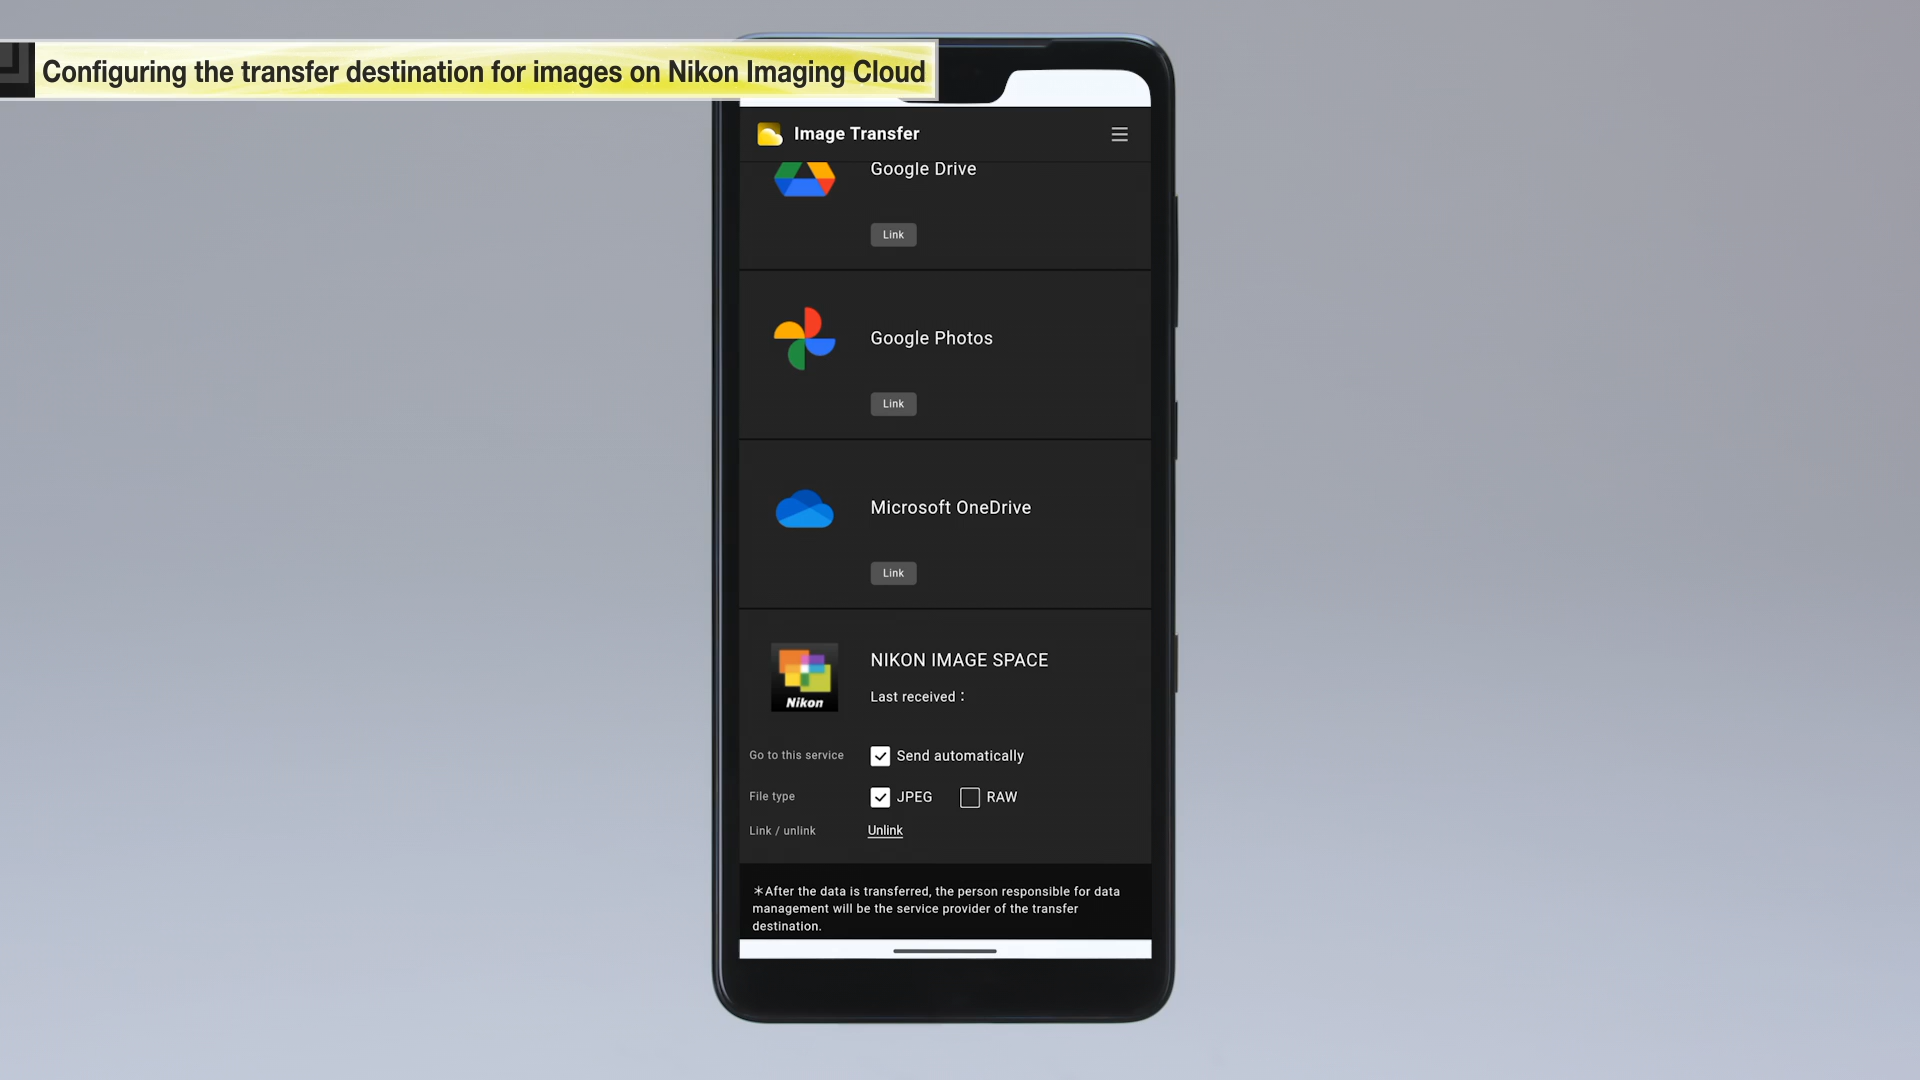 Configuring the transfer destination for images on Nikon Imaging Cloud
Image Transfer
Google Drive
Link
Google Photos
Link
Microsoft OneDrive
Link
Nikon
NIKON IMAGE SPACE
Last received :
Go to this service Send automatically
File type JPEG RAW
Link / unlink Unlink
*After the data is transferred, the person responsible for data
management will be the service provider of the transfer
destination.